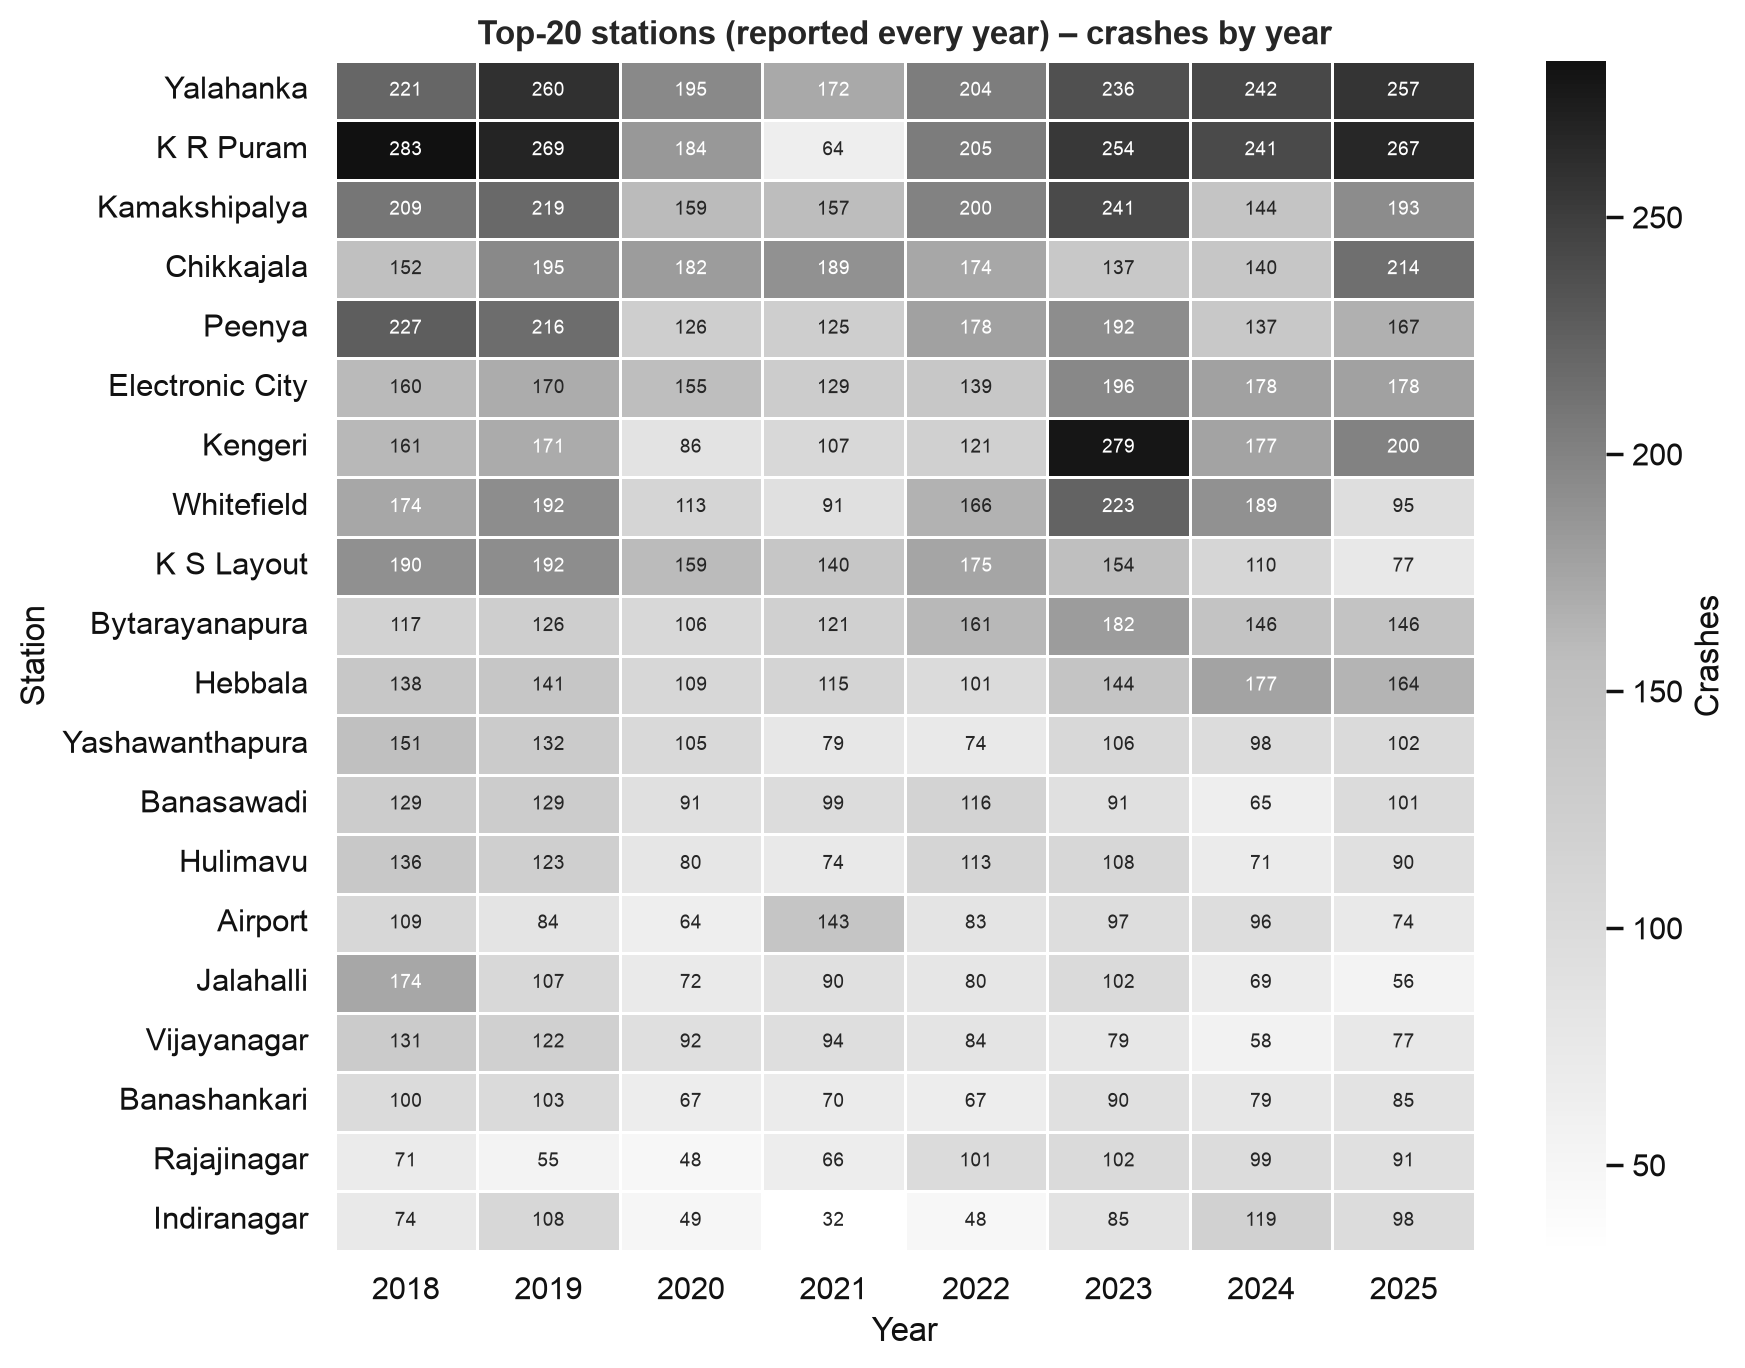 Top-20 stations (reported every year) – crashes by year
Yalahanka 221 260 195 172 204 236 242 257
K R Puram 283 269 184 64 205 254 241 267
Kamakshipalya 209 219 159 157 200 241 144 193
Chikkajala 152 195 182 189 174 137 140 214
Peenya 227 216 126 125 178 192 137 167
Electronic City 160 170 155 129 139 196 178 178
Kengeri 161 171 86 107 121 279 177 200
Whitefield 174 192 113 91 166 223 189 95
K S Layout 190 192 159 140 175 154 110 77
Bytarayanapura 117 126 106 121 161 182 146 146
Hebbala 138 141 109 115 101 144 177 164
Yashawanthapura 151 132 105 79 74 106 98 102
Banasawadi 129 129 91 99 116 91 65 101
Hulimavu 136 123 80 74 113 108 71 90
Airport 109 84 64 143 83 97 96 74
Jalahalli 174 107 72 90 80 102 69 56
Vijayanagar 131 122 92 94 84 79 58 77
Banashankari 100 103 67 70 67 90 79 85
Rajajinagar 71 55 48 66 101 102 99 91
Indiranagar 74 108 49 32 48 85 119 98
2018 2019 2020 2021 2022 2023 2024 2025
Year
Station
250
200
150
100
50
Crashes